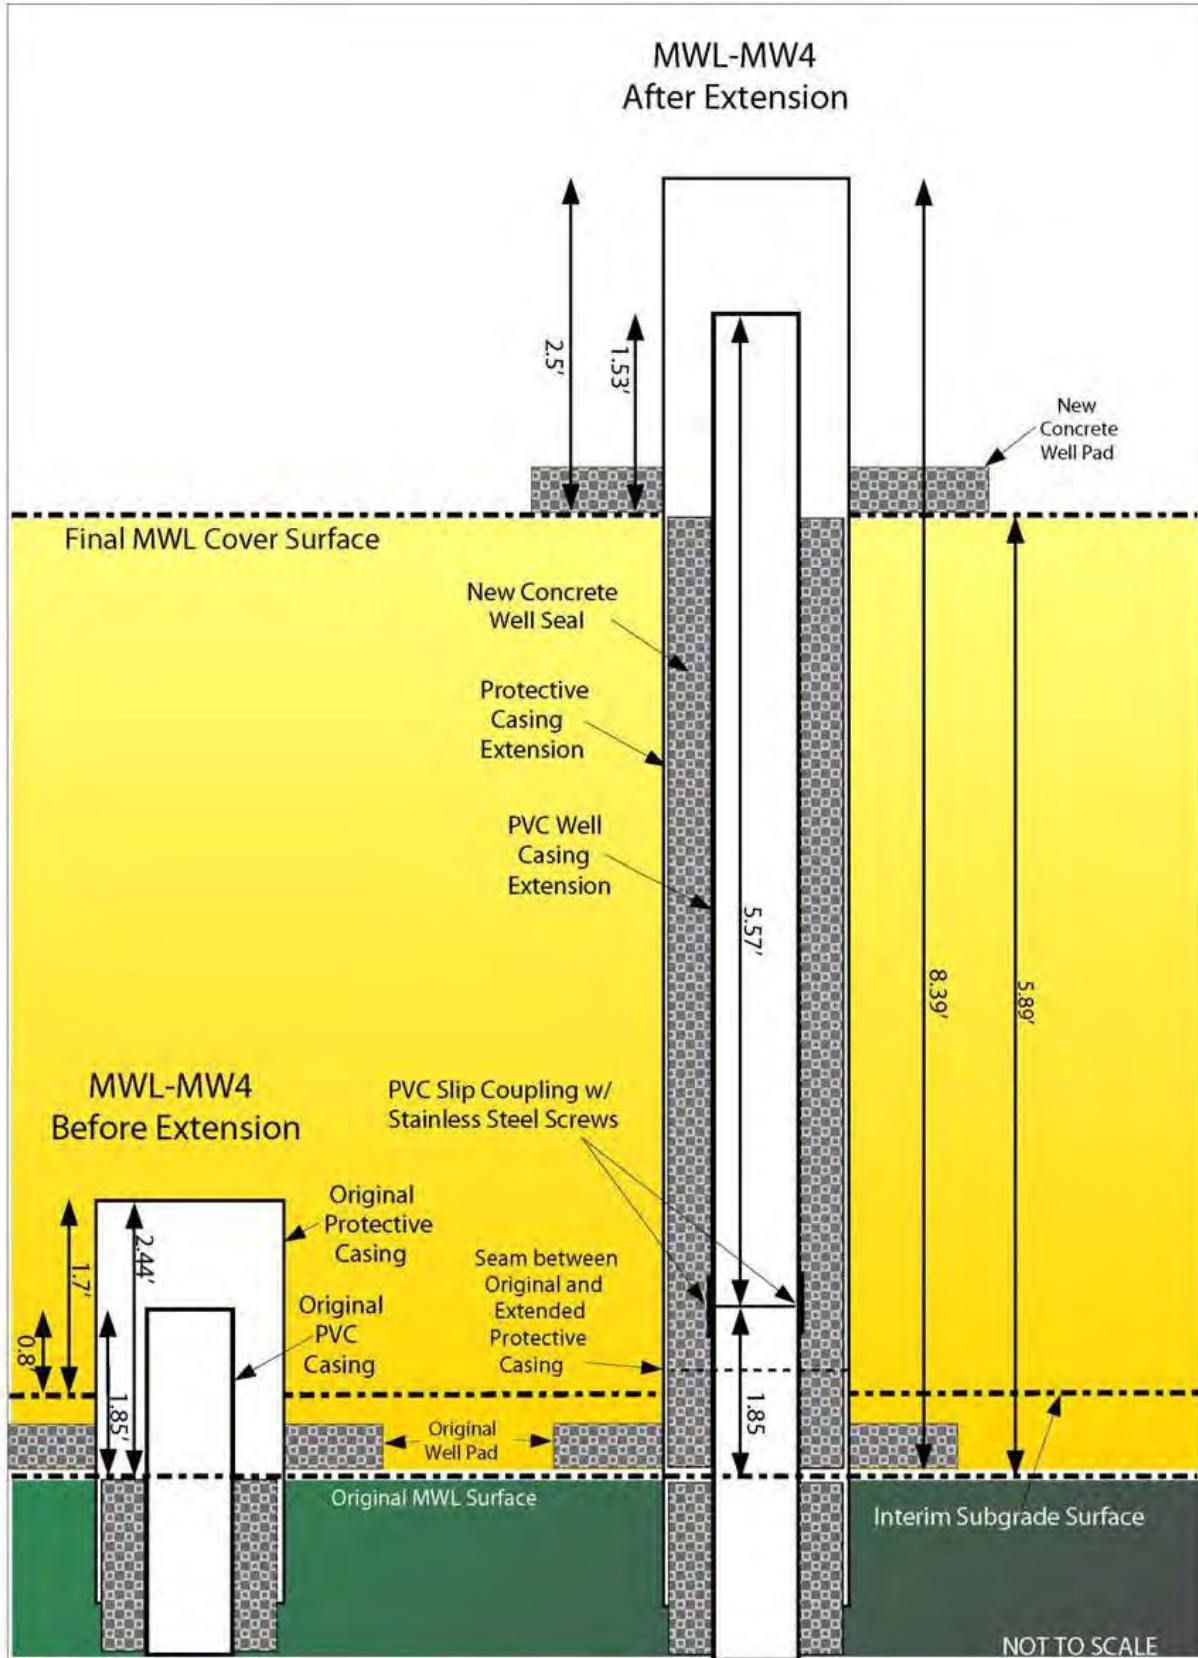 MWL-MW4
After Extension
2.5'
1.53'
New
Concrete
Well Pad
Final MWL Cover Surface
New Concrete
Well Seal
Protective
Casing
Extension
PVC Well
Casing
Extension
5.57'
8.39'
5.89'
MWL-MW4
Before Extension
PVC Slip Coupling w/
Stainless Steel Screws
Original
Protective
Casing
2.44'
1.7'
Seam between
Original and
Extended
Protective
Casing
Original
PVC
Casing
0.8'
1.85'
1.85
Original
Well Pad
Original MWL Surface
Interim Subgrade Surface
NOT TO SCALE